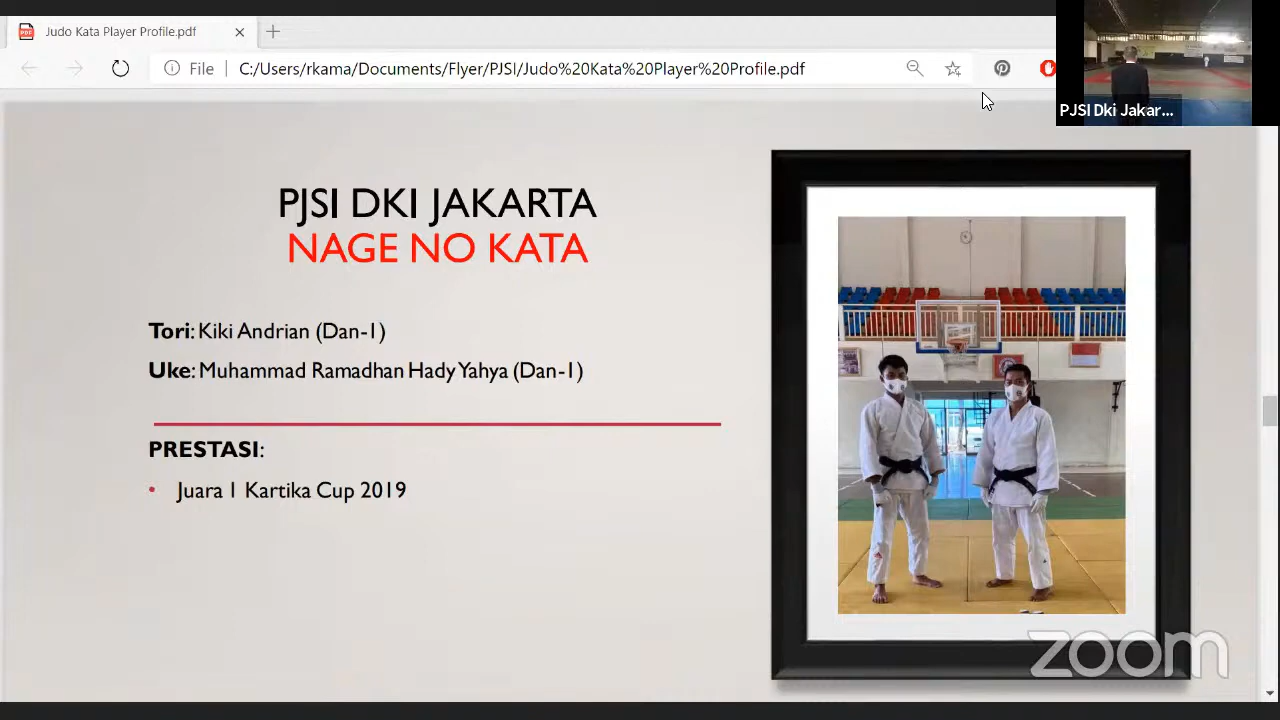 Judo Kata Player Profile.pdf
File
C:/Users/rkama/Documents/Flyer/PJSI/Judo%20Kata%20Player%20Profile.pdf
PJSI Dki Jakar...
PJSI DKI JAKARTA
NAGE NO KATA
Tori: Kiki Andrian (Dan-1)
Uke: Muhammad Ramadhan Hady Yahya (Dan-1)
PRESTASI:
• Juara 1 Kartika Cup 2019
zoom